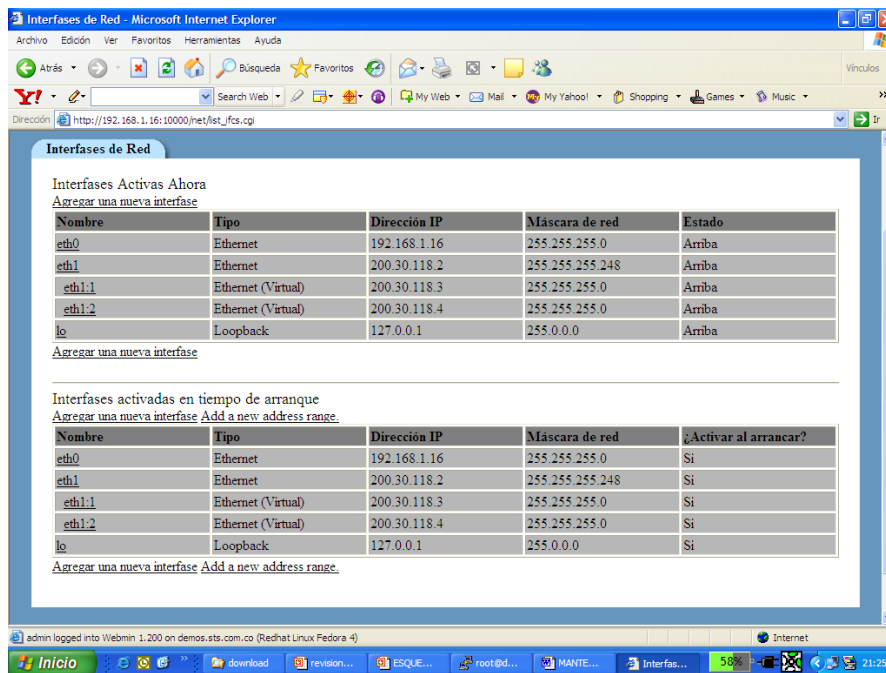 Interfases de Red - Microsoft Internet Explorer
Archivo Edición Ver Favoritos Herramientas Ayuda
Atrás Búsqueda Favoritos Vínculos
Y! Search Web My Web Mail My Yahoo! Shopping Games Music
Dirección http://192.168.1.16:10000/net/list_ifcs.cgi Ir
Interfases de Red
Interfases Activas Ahora
Agregar una nueva interfase
Nombre Tipo Dirección IP Máscara de red Estado
eth0 Ethernet 192.168.1.16 255.255.255.0 Arriba
eth1 Ethernet 200.30.118.2 255.255.255.248 Arriba
eth1:1 Ethernet (Virtual) 200.30.118.3 255.255.255.0 Arriba
eth1:2 Ethernet (Virtual) 200.30.118.4 255.255.255.0 Arriba
lo Loopback 127.0.0.1 255.0.0.0 Arriba
Agregar una nueva interfase
Interfases activadas en tiempo de arranque
Agregar una nueva interfase Add a new address range.
Nombre Tipo Dirección IP Máscara de red ¿Activar al arrancar?
eth0 Ethernet 192.168.1.16 255.255.255.0 Si
eth1 Ethernet 200.30.118.2 255.255.255.248 Si
eth1:1 Ethernet (Virtual) 200.30.118.3 255.255.255.0 Si
eth1:2 Ethernet (Virtual) 200.30.118.4 255.255.255.0 Si
lo Loopback 127.0.0.1 255.0.0.0 Si
Agregar una nueva interfase Add a new address range.
admin logged into Webmin 1.200 on demos.sts.com.co (Redhat Linux Fedora 4) Internet
Inicio download revision... ESQUE... root@d... MANTE... Interfas... 58% 21:25